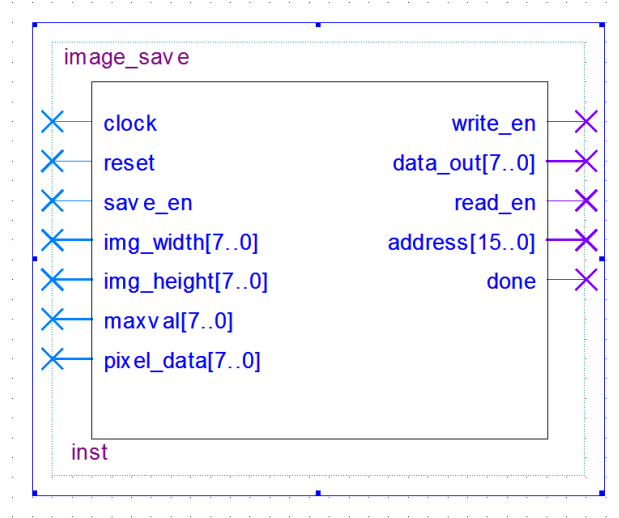 image_save
clock
reset
save_en
img_width[7..0]
img_height[7..0]
maxval[7..0]
pixel_data[7..0]
write_en
data_out[7..0]
read_en
address[15..0]
done
inst